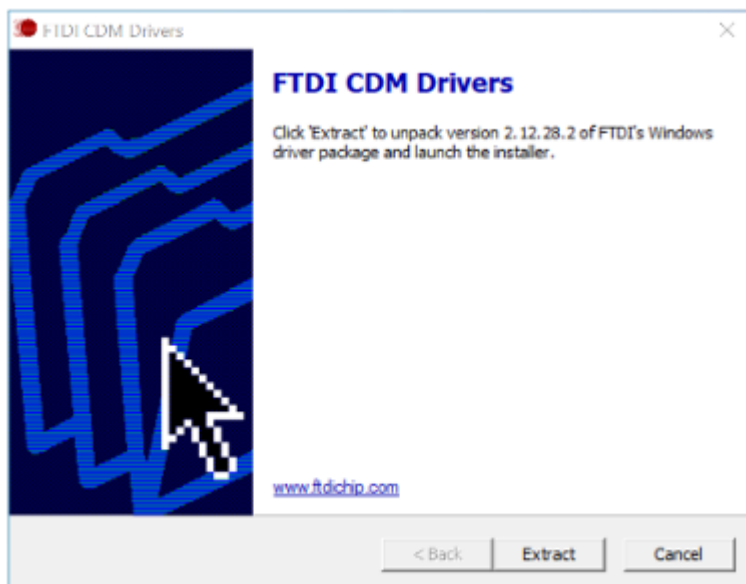 FTDI CDM Drivers
FTDI CDM Drivers
Click 'Extract' to unpack version 2.12.28.2 of FTDI's Windows
driver package and launch the installer.
www.ftdichip.com
< Back
Extract
Cancel